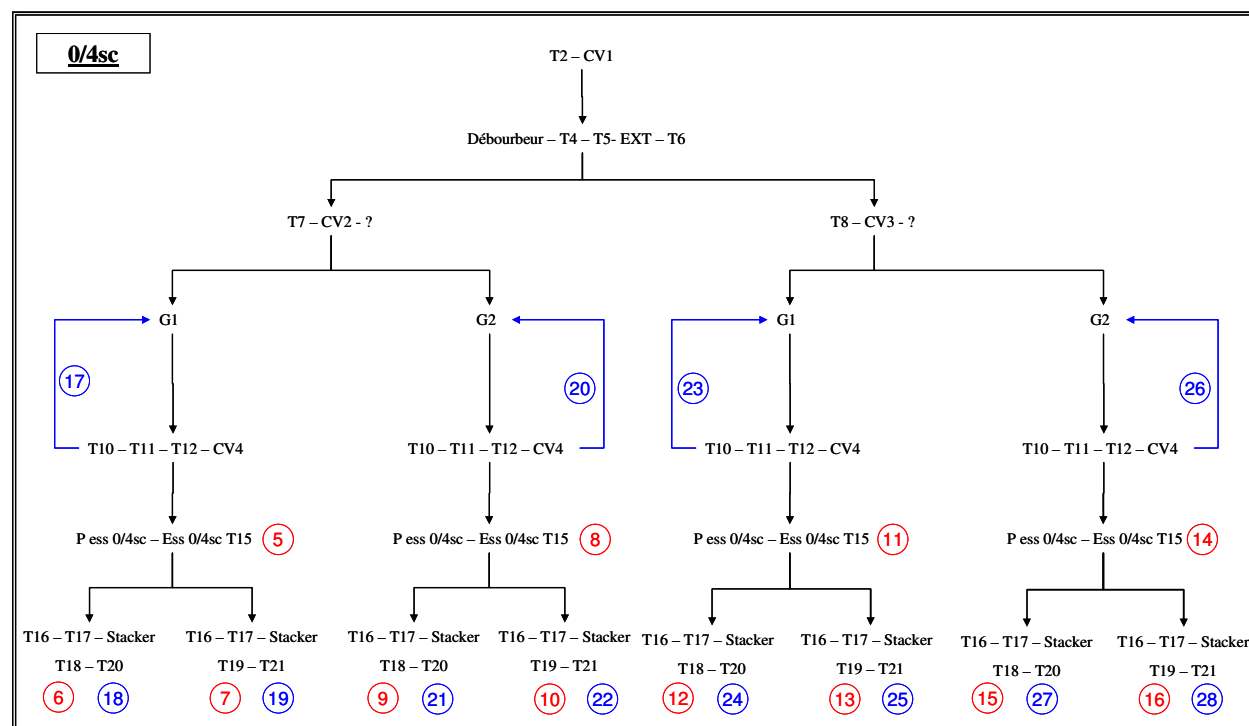 0/4sc
T2 – CV1
Débourbeur – T4 – T5- EXT – T6
T7 – CV2 - ?
T8 – CV3 - ?
G1
G2
G1
G2
17
20
23
26
T10 – T11 – T12 – CV4
T10 – T11 – T12 – CV4
T10 – T11 – T12 – CV4
T10 – T11 – T12 – CV4
P ess 0/4sc – Ess 0/4sc T15
5
P ess 0/4sc – Ess 0/4sc T15
8
P ess 0/4sc – Ess 0/4sc T15
11
P ess 0/4sc – Ess 0/4sc T15
14
T16 – T17 – Stacker
T18 – T20
6
18
T16 – T17 – Stacker
T19 – T21
7
19
T16 – T17 – Stacker
T18 – T20
9
21
T16 – T17 – Stacker
T19 – T21
10
22
T16 – T17 – Stacker
T18 – T20
12
24
T16 – T17 – Stacker
T19 – T21
13
25
T16 – T17 – Stacker
T18 – T20
15
27
T16 – T17 – Stacker
T19 – T21
16
28